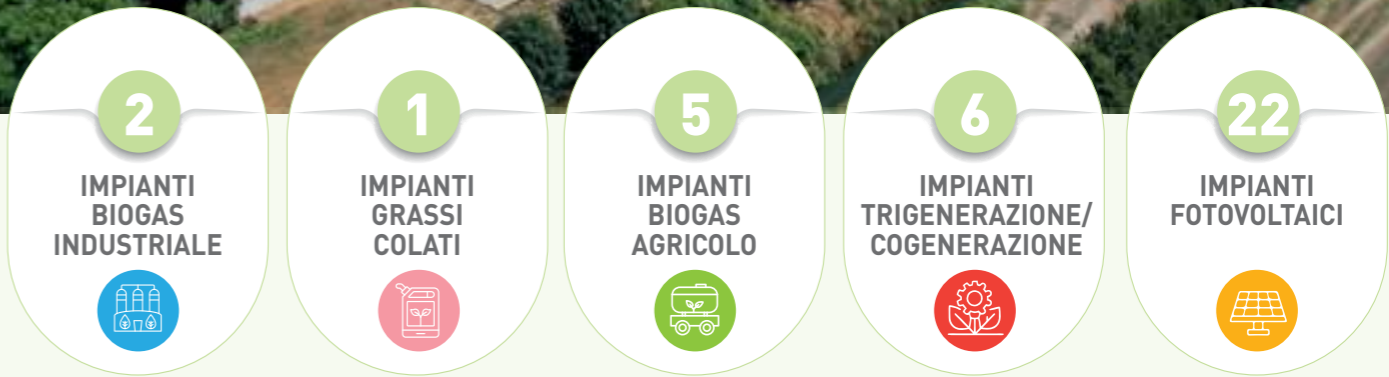 2
IMPIANTI
BIOGAS
INDUSTRIALE
1
IMPIANTI
GRASSI
COLATI
5
IMPIANTI
BIOGAS
AGRICOLO
6
IMPIANTI
TRIGENERAZIONE/
COGENERAZIONE
22
IMPIANTI
FOTOVOLTAICI